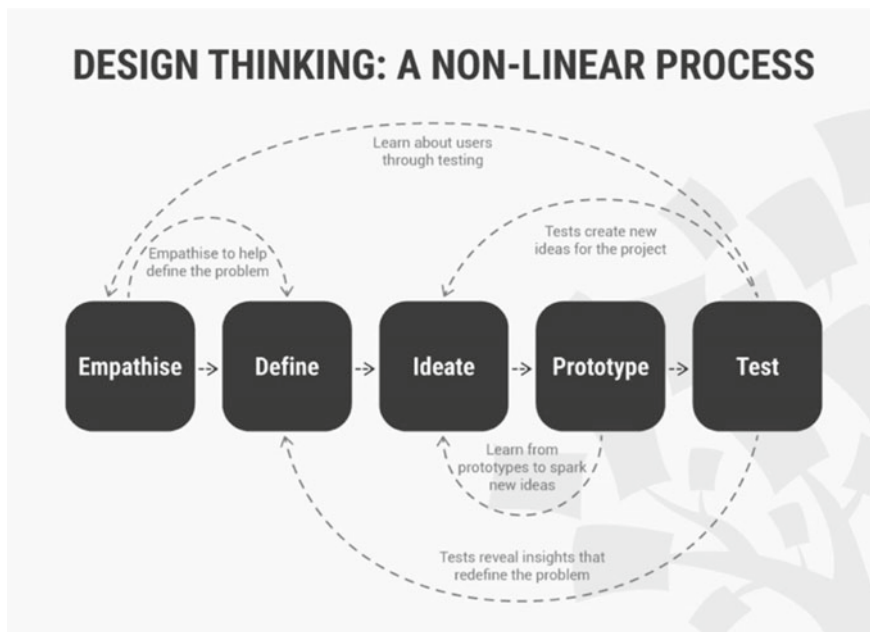 DESIGN THINKING: A NON-LINEAR PROCESS
Learn about users
through testing
Tests create new
ideas for the project
Empathise to help
define the problem
Empathise
Define
Ideate
Prototype
Test
Learn from
prototypes to spark
new ideas
Tests reveal insights that
redefine the problem